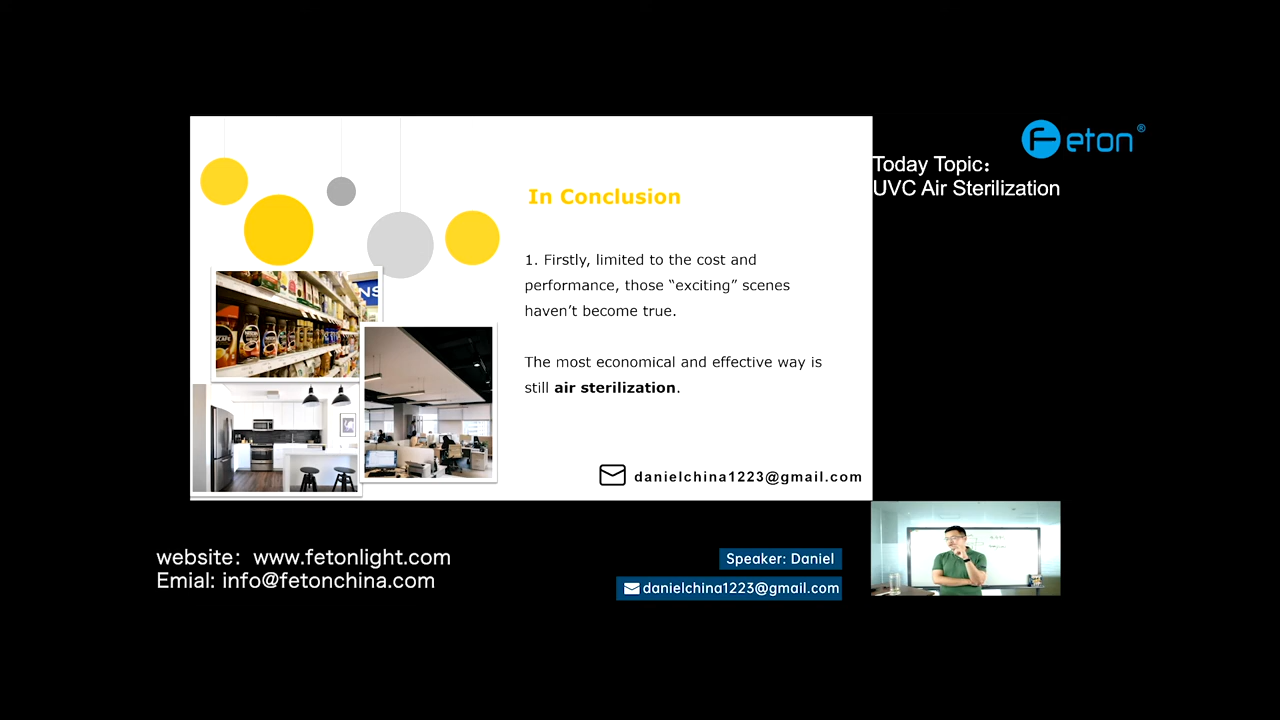 Feton®
Today Topic：
UVC Air Sterilization
In Conclusion
1. Firstly, limited to the cost and
performance, those “exciting” scenes
haven’t become true.
The most economical and effective way is
still air sterilization.
danielchina1223@gmail.com
website：www.fetonlight.com
Emial: info@fetonchina.com
Speaker: Daniel
danielchina1223@gmail.com